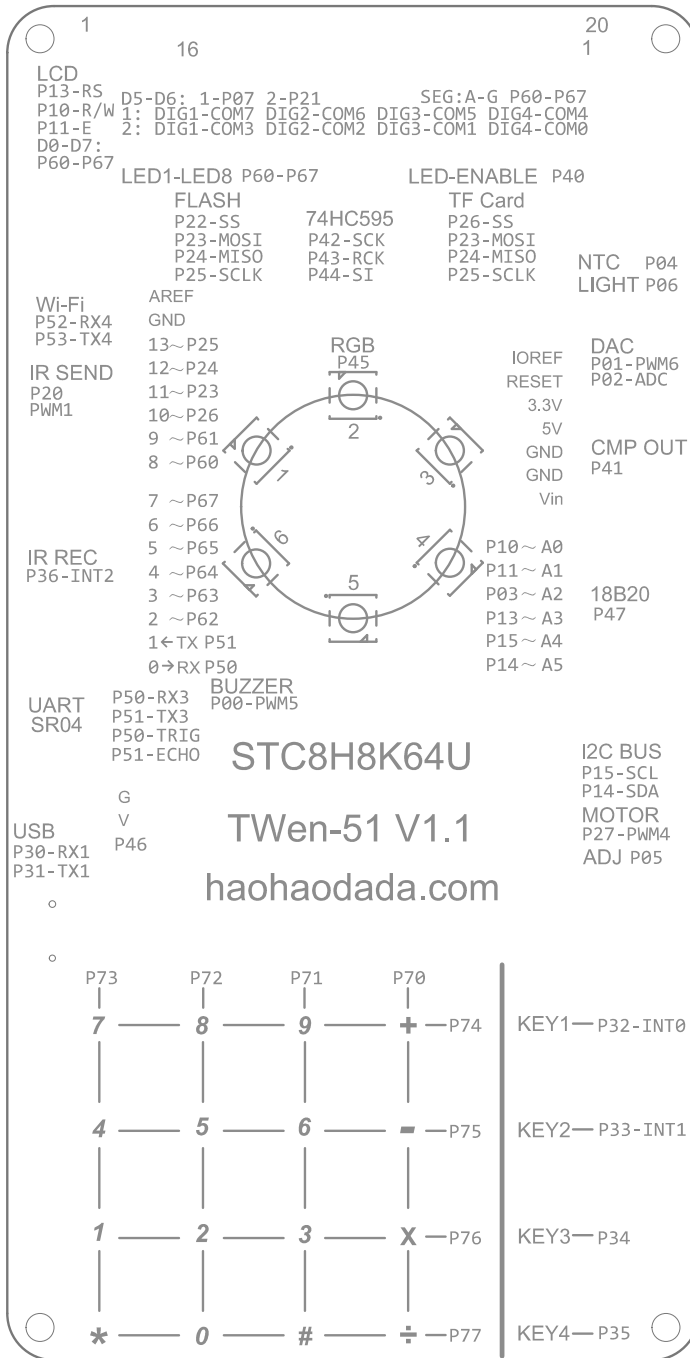 1
20
16
1
LCD
P13-RS
P10-R/W
P11-E
D0-D7:
P60-P67
D5-D6: 1-P07 2-P21 SEG:A-G P60-P67
1: DIG1-COM7 DIG2-COM6 DIG3-COM5 DIG4-COM4
2: DIG1-COM3 DIG2-COM2 DIG3-COM1 DIG4-COM0
LED1-LED8 P60-P67
LED-ENABLE P40
FLASH
P22-SS
P23-MOSI
P24-MISO
P25-SCLK
74HC595
P42-SCK
P43-RCK
P44-SI
TF Card
P26-SS
P23-MOSI
P24-MISO
P25-SCLK
NTC P04
LIGHT P06
Wi-Fi
P52-RX4
P53-TX4
IR SEND
P20
PWM1
IR REC
P36-INT2
AREF
GND
13~P25
12~P24
11~P23
10~P26
9 ~P61
8 ~P60
7 ~P67
6 ~P66
5 ~P65
4 ~P64
3 ~P63
2 ~P62
1←TX P51
0→RX P50
RGB
P45
2
1
3
6
4
5
IOREF
RESET
3.3V
5V
GND
GND
Vin
P10~ A0
P11~ A1
P03~ A2
P13~ A3
P15~ A4
P14~ A5
DAC
P01-PWM6
P02-ADC
CMP OUT
P41
18B20
P47
BUZZER
P00-PWM5
UART
SR04
P50-RX3
P51-TX3
P50-TRIG
P51-ECHO
G
V
P46
USB
P30-RX1
P31-TX1
STC8H8K64U
TWen-51 V1.1
haohaodada.com
I2C BUS
P15-SCL
P14-SDA
MOTOR
P27-PWM4
ADJ P05
P73 P72 P71 P70
7 8 9 + P74
KEY1 P32-INT0
4 5 6 - P75
KEY2 P33-INT1
1 2 3 X P76
KEY3 P34
* 0 # ÷ P77
KEY4 P35